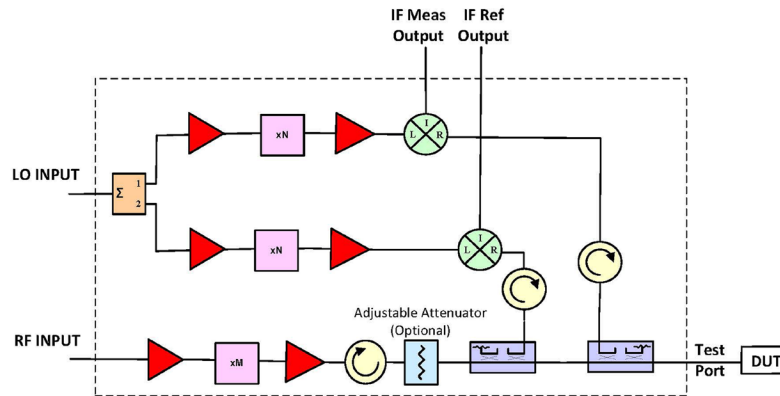 IF Meas
Output
IF Ref
Output
xN
L I R
LO INPUT
Σ 1
2
xN
L I R
Adjustable Attenuator
(Optional)
RF INPUT
xM
Test
Port
DUT